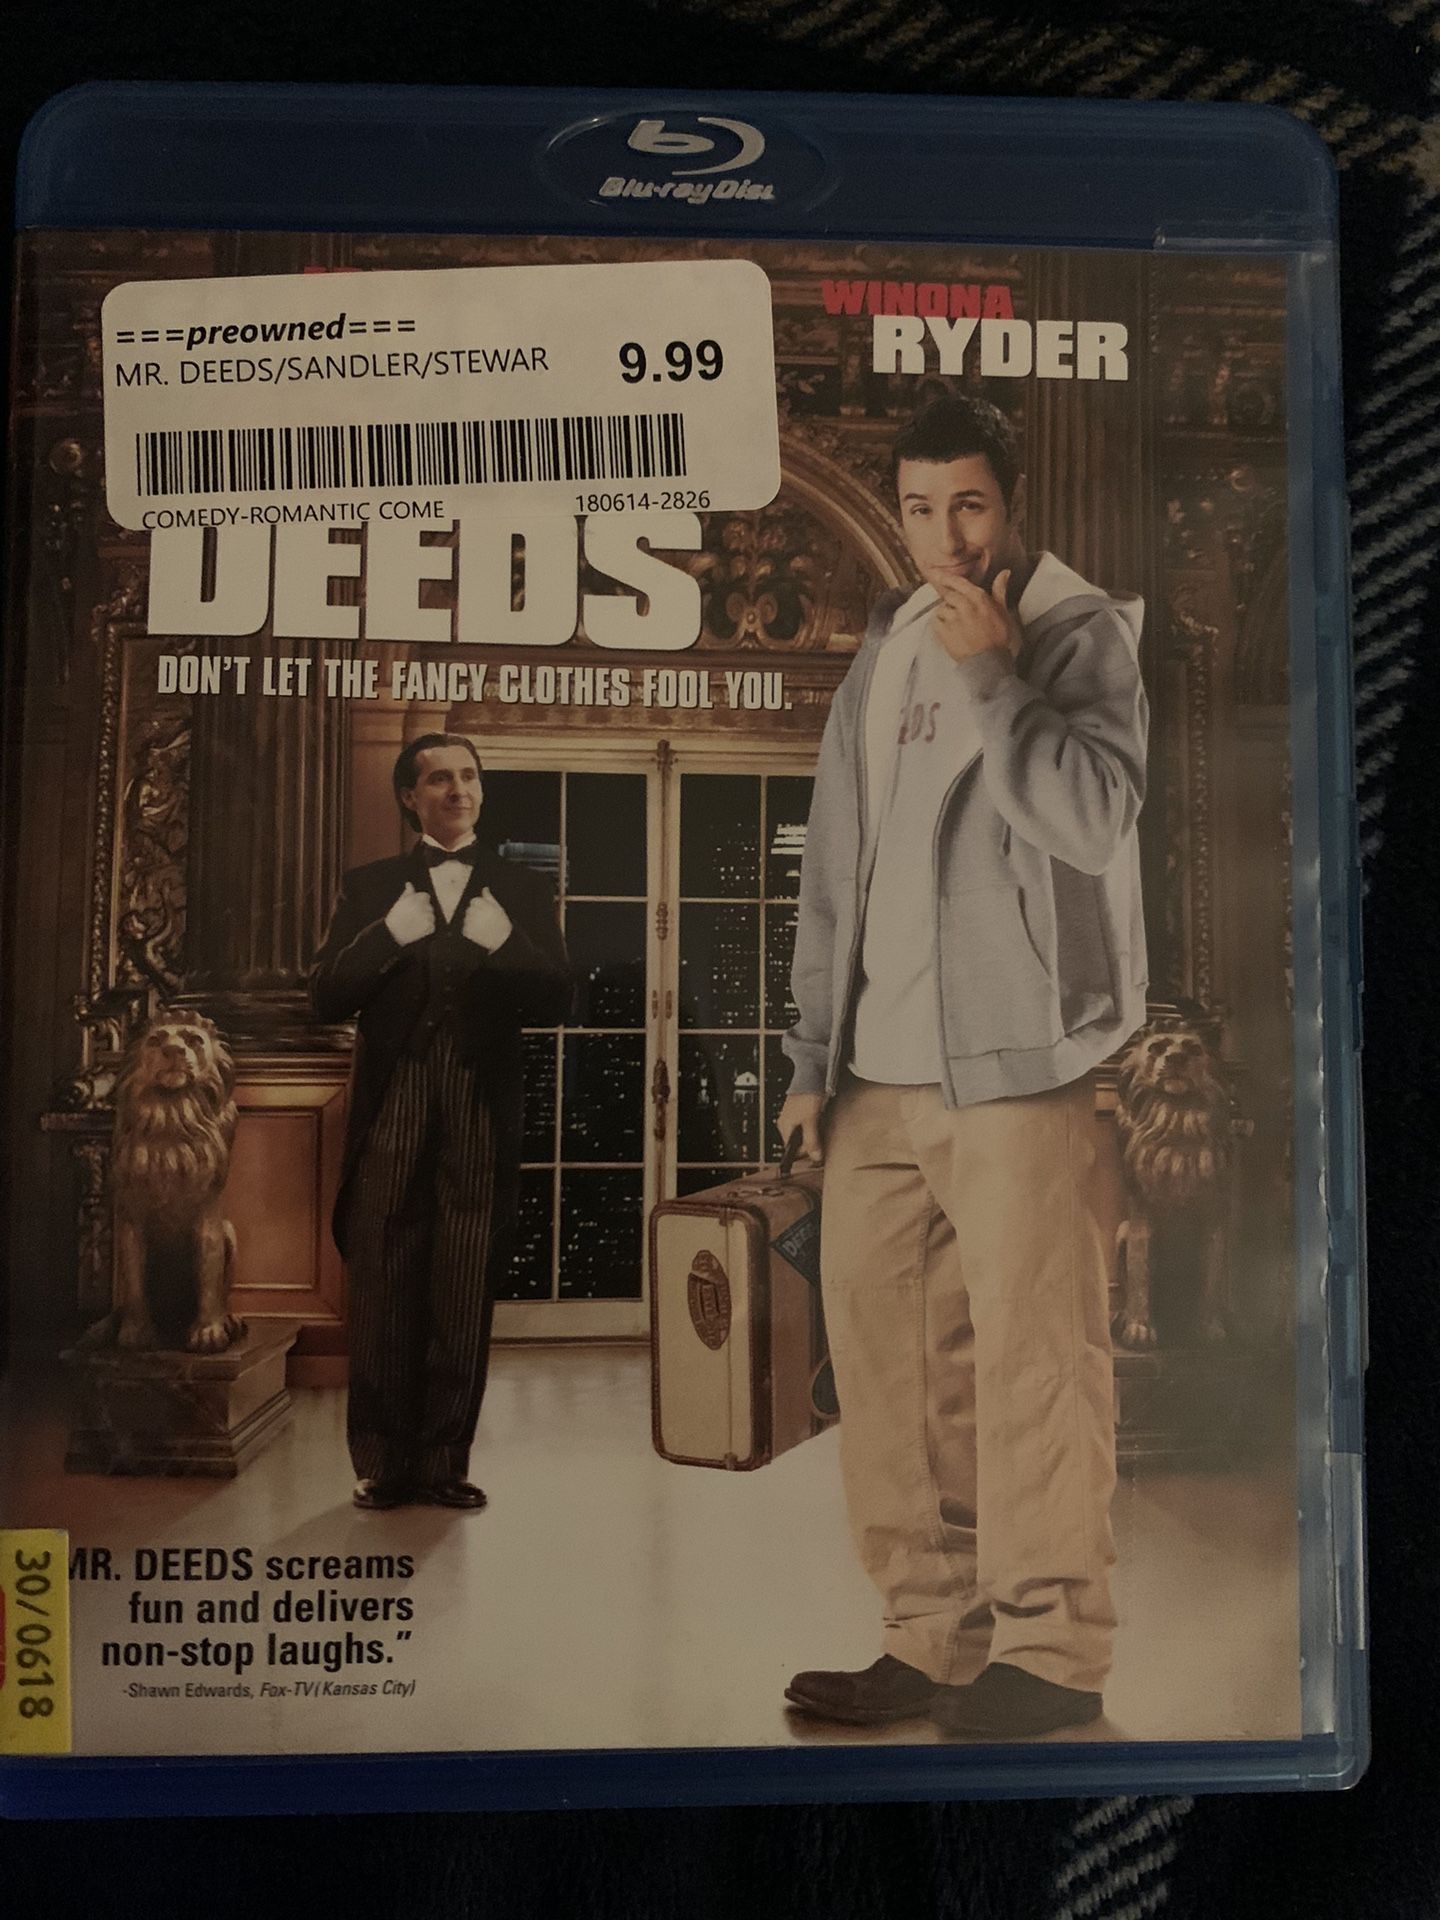 Blu-ray Disc
===preowned===
MR. DEEDS/SANDLER/STEWAR 9.99
COMEDY-ROMANTIC COME 180614-2826
WINONA
RYDER
DEEDS
DON'T LET THE FANCY CLOTHES FOOL YOU.
MR. DEEDS screams
fun and delivers
non-stop laughs."
-Shawn Edwards, Fox-TV (Kansas City)
30/0618